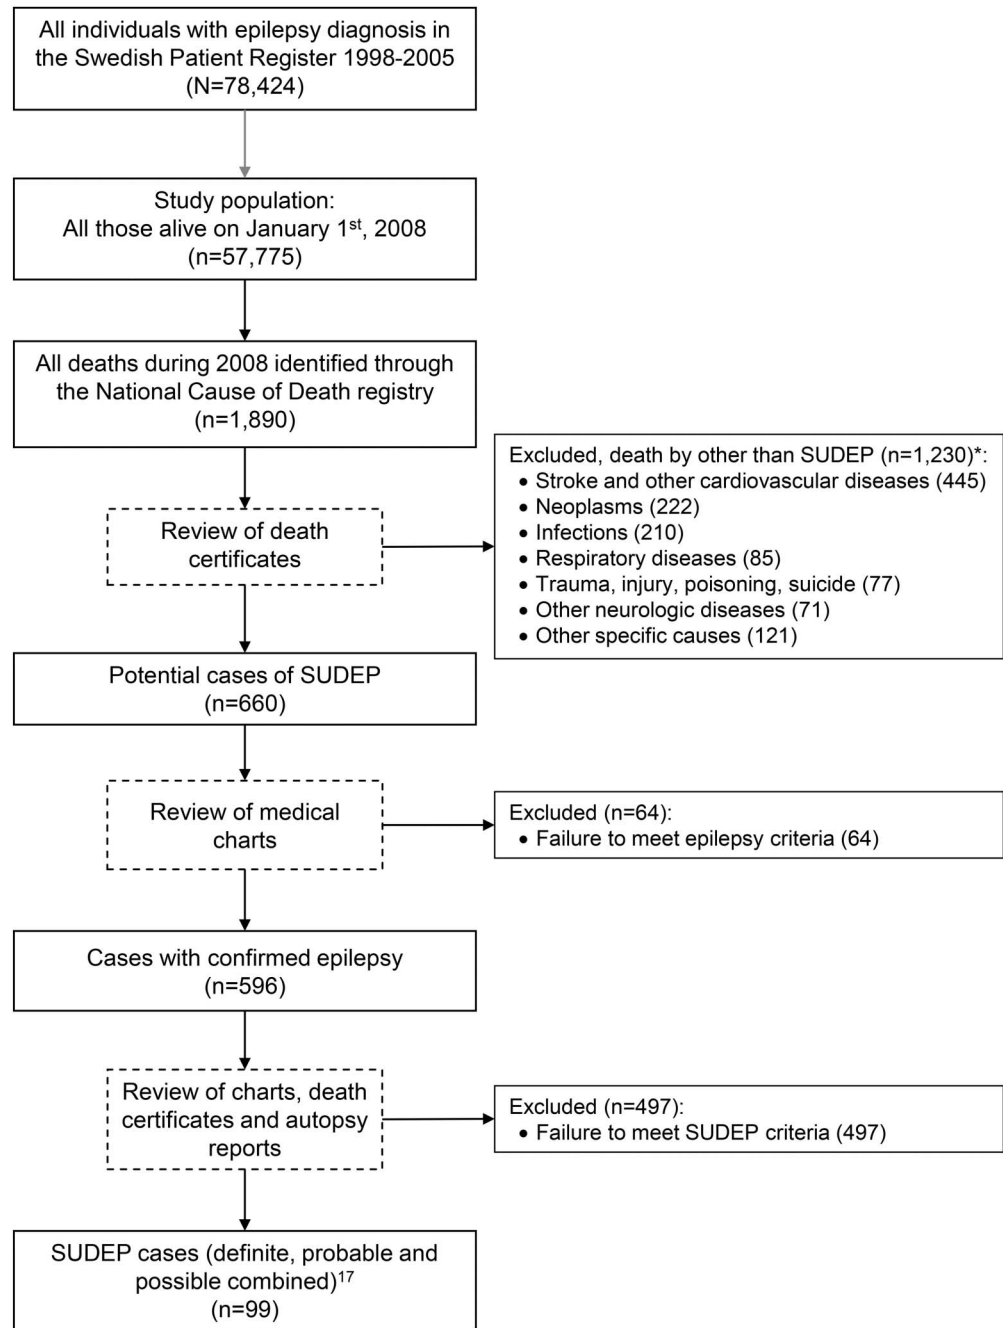 All individuals with epilepsy diagnosis in
the Swedish Patient Register 1998-2005
(N=78,424)
Study population:
All those alive on January 1st, 2008
(n=57,775)
All deaths during 2008 identified through
the National Cause of Death registry
(n=1,890)
Review of death
certificates
Excluded, death by other than SUDEP (n=1,230)*:
• Stroke and other cardiovascular diseases (445)
• Neoplasms (222)
• Infections (210)
• Respiratory diseases (85)
• Trauma, injury, poisoning, suicide (77)
• Other neurologic diseases (71)
• Other specific causes (121)
Potential cases of SUDEP
(n=660)
Review of medical
charts
Excluded (n=64):
• Failure to meet epilepsy criteria (64)
Cases with confirmed epilepsy
(n=596)
Review of charts, death
certificates and autopsy
reports
Excluded (n=497):
• Failure to meet SUDEP criteria (497)
SUDEP cases (definite, probable and
possible combined)17
(n=99)